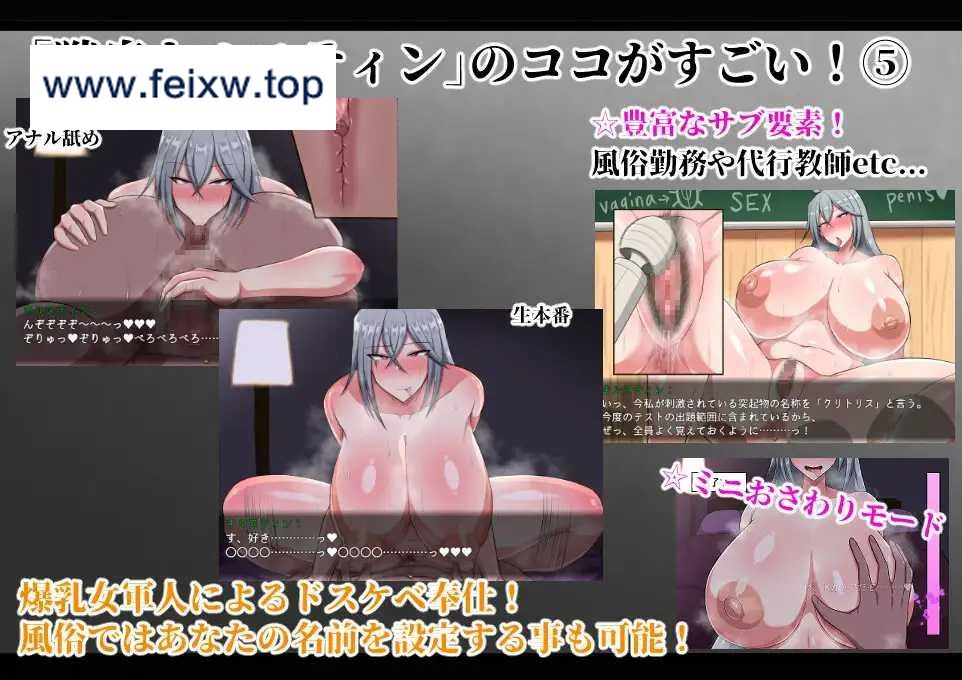 ィン」のココがすごい！⑤
www.feixw.top
アナル舐め
☆豊富なサブ要素！
風俗勤務や代行教師etc…
vagina→
SEX
penis♥
んぞぞぞぞ～～～っ♥♥♥
ぞりゅっ♥ぞりゅっ♥ぺろぺろぺろ……
生本番
す、好き…………っ♥
〇〇〇〇…………っ♥〇〇〇〇…………っ♥♥♥
いっ、今私が刺激されている突起物の名称を「クリトリス」と言う。
今度のテストの出題範囲に含まれているから、
ぜっ、全員よく覚えておくように………っ！
☆ミニおさわりモード
爆乳女軍人によるドスケベ奉仕！
風俗ではあなたの名前を設定する事も可能！